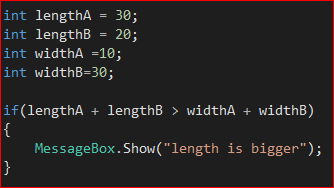 int lengthA = 30;
int lengthB = 20;
int widthA =10;
int widthB=30;
if(lengthA + lengthB > widthA + widthB)
{
MessageBox.Show("length is bigger");
}